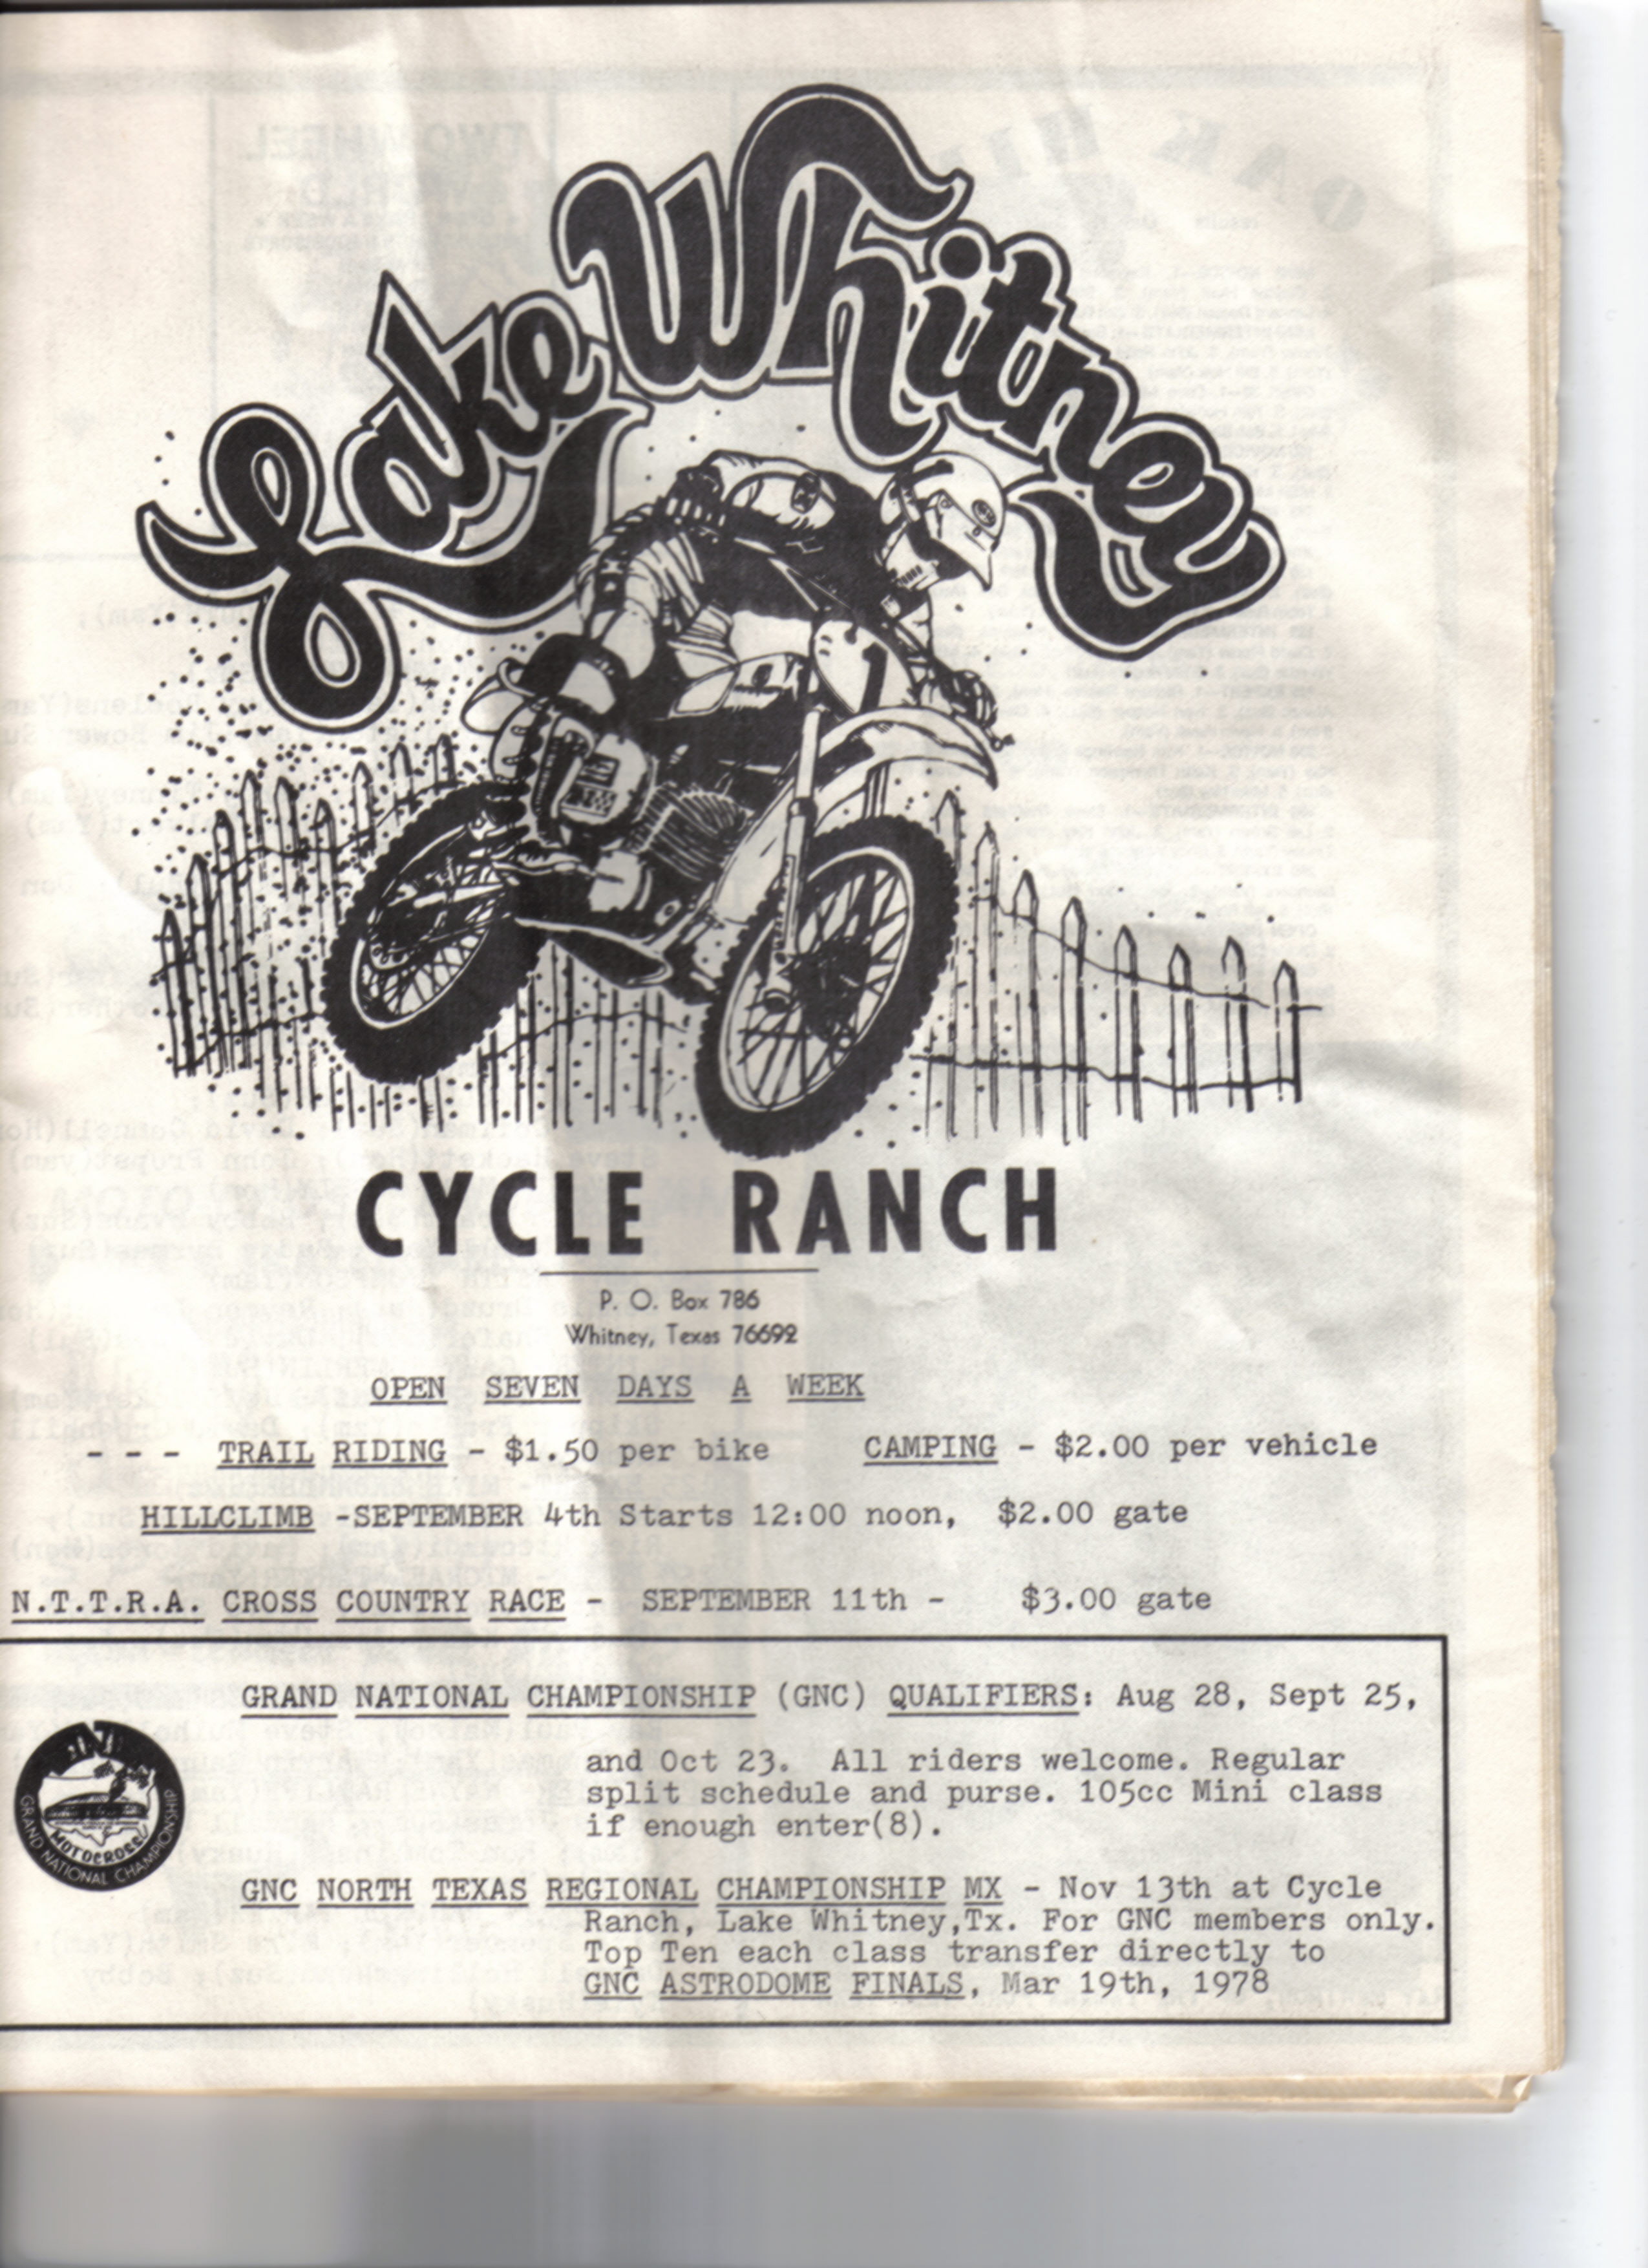 Lake Whitney
CYCLE RANCH
P. O. Box 786
Whitney, Texas 76692
OPEN SEVEN DAYS A WEEK
- - - TRAIL RIDING - $1.50 per bike CAMPING - $2.00 per vehicle
HILLCLIMB -SEPTEMBER 4th Starts 12:00 noon, $2.00 gate
N.T.T.R.A. CROSS COUNTRY RACE - SEPTEMBER 11th - $3.00 gate
GRAND NATIONAL CHAMPIONSHIP (GNC) QUALIFIERS: Aug 28, Sept 25,
and Oct 23. All riders welcome. Regular
split schedule and purse. 105cc Mini class
if enough enter(8).
MOTOCROSS
GRAND NATIONAL CHAMPIONSHIP
GNC NORTH TEXAS REGIONAL CHAMPIONSHIP MX - Nov 13th at Cycle
Ranch, Lake Whitney,Tx. For GNC members only.
Top Ten each class transfer directly to
GNC ASTRODOME FINALS, Mar 19th, 1978